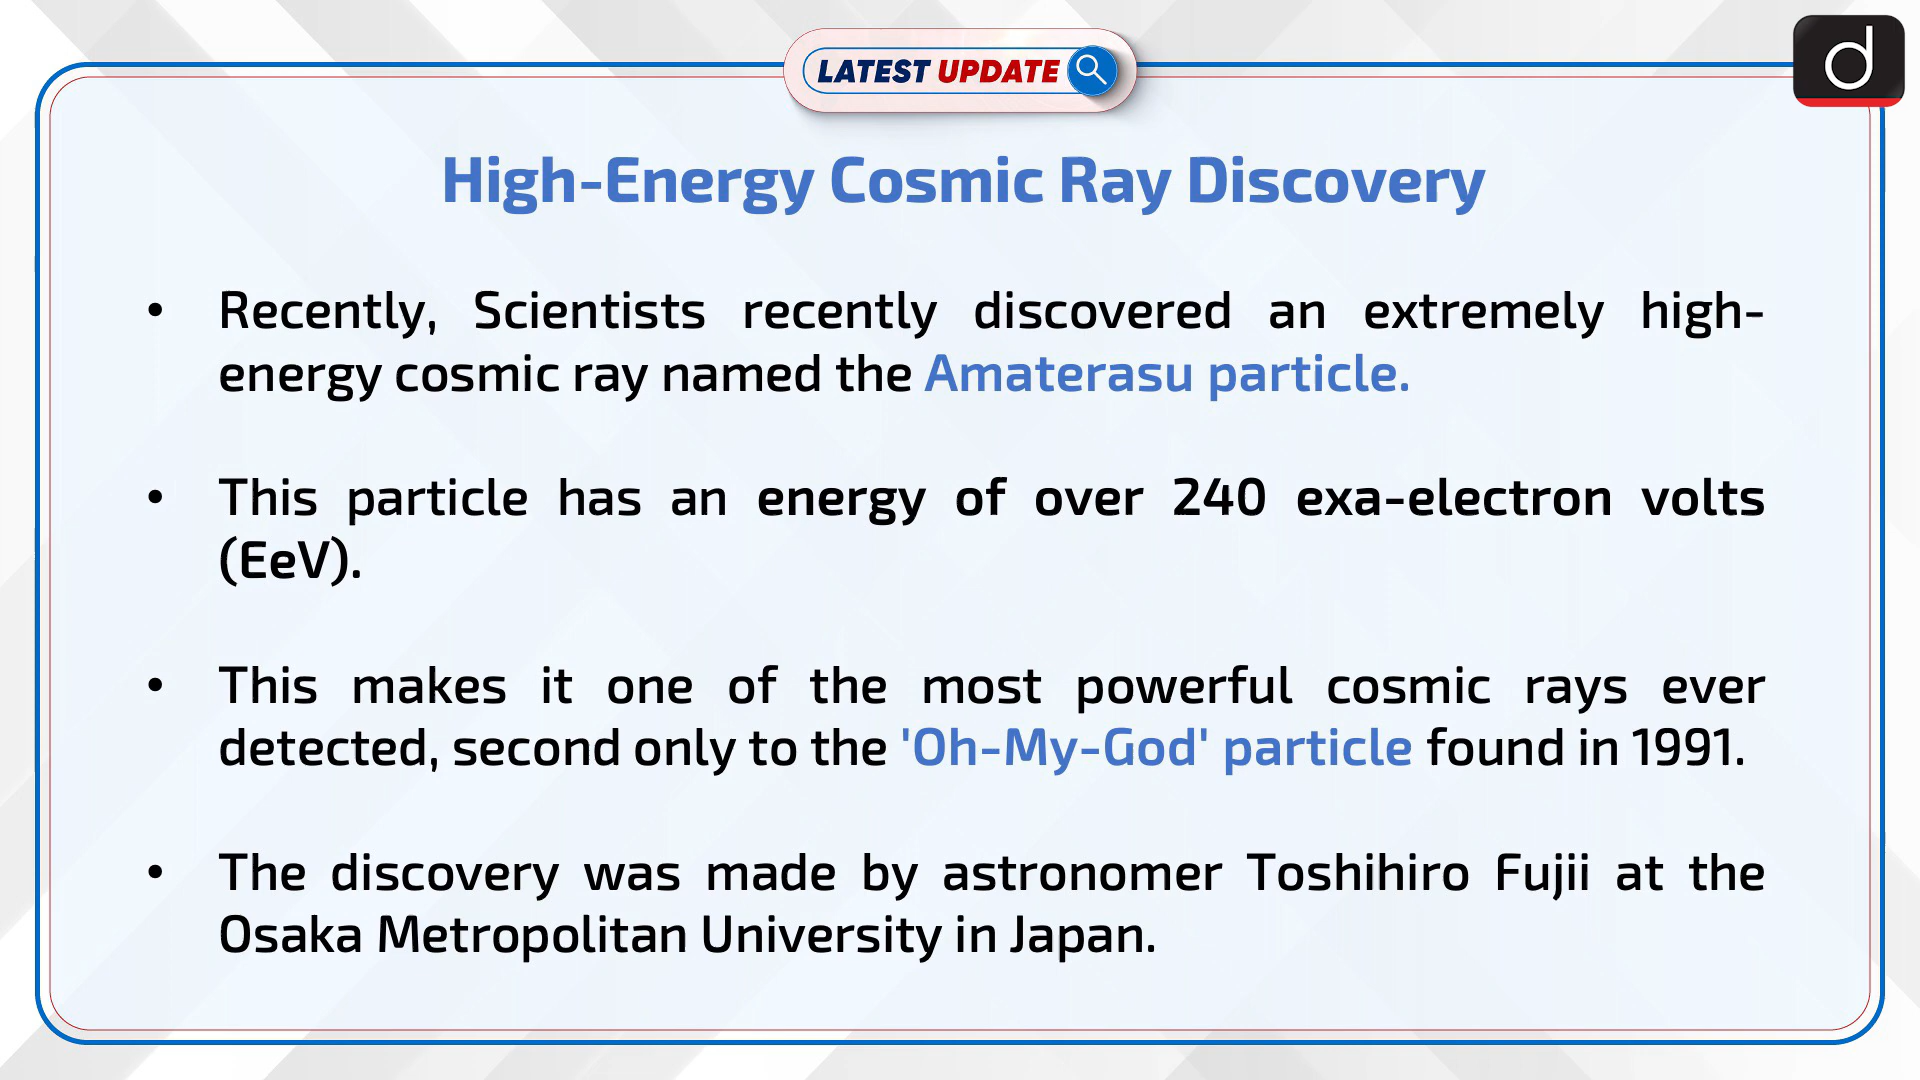 LATEST UPDATE
d
High-Energy Cosmic Ray Discovery
• Recently, Scientists recently discovered an extremely high-
energy cosmic ray named the Amaterasu particle.
• This particle has an energy of over 240 exa-electron volts
(EeV).
• This makes it one of the most powerful cosmic rays ever
detected, second only to the 'Oh-My-God' particle found in 1991.
• The discovery was made by astronomer Toshihiro Fujii at the
Osaka Metropolitan University in Japan.